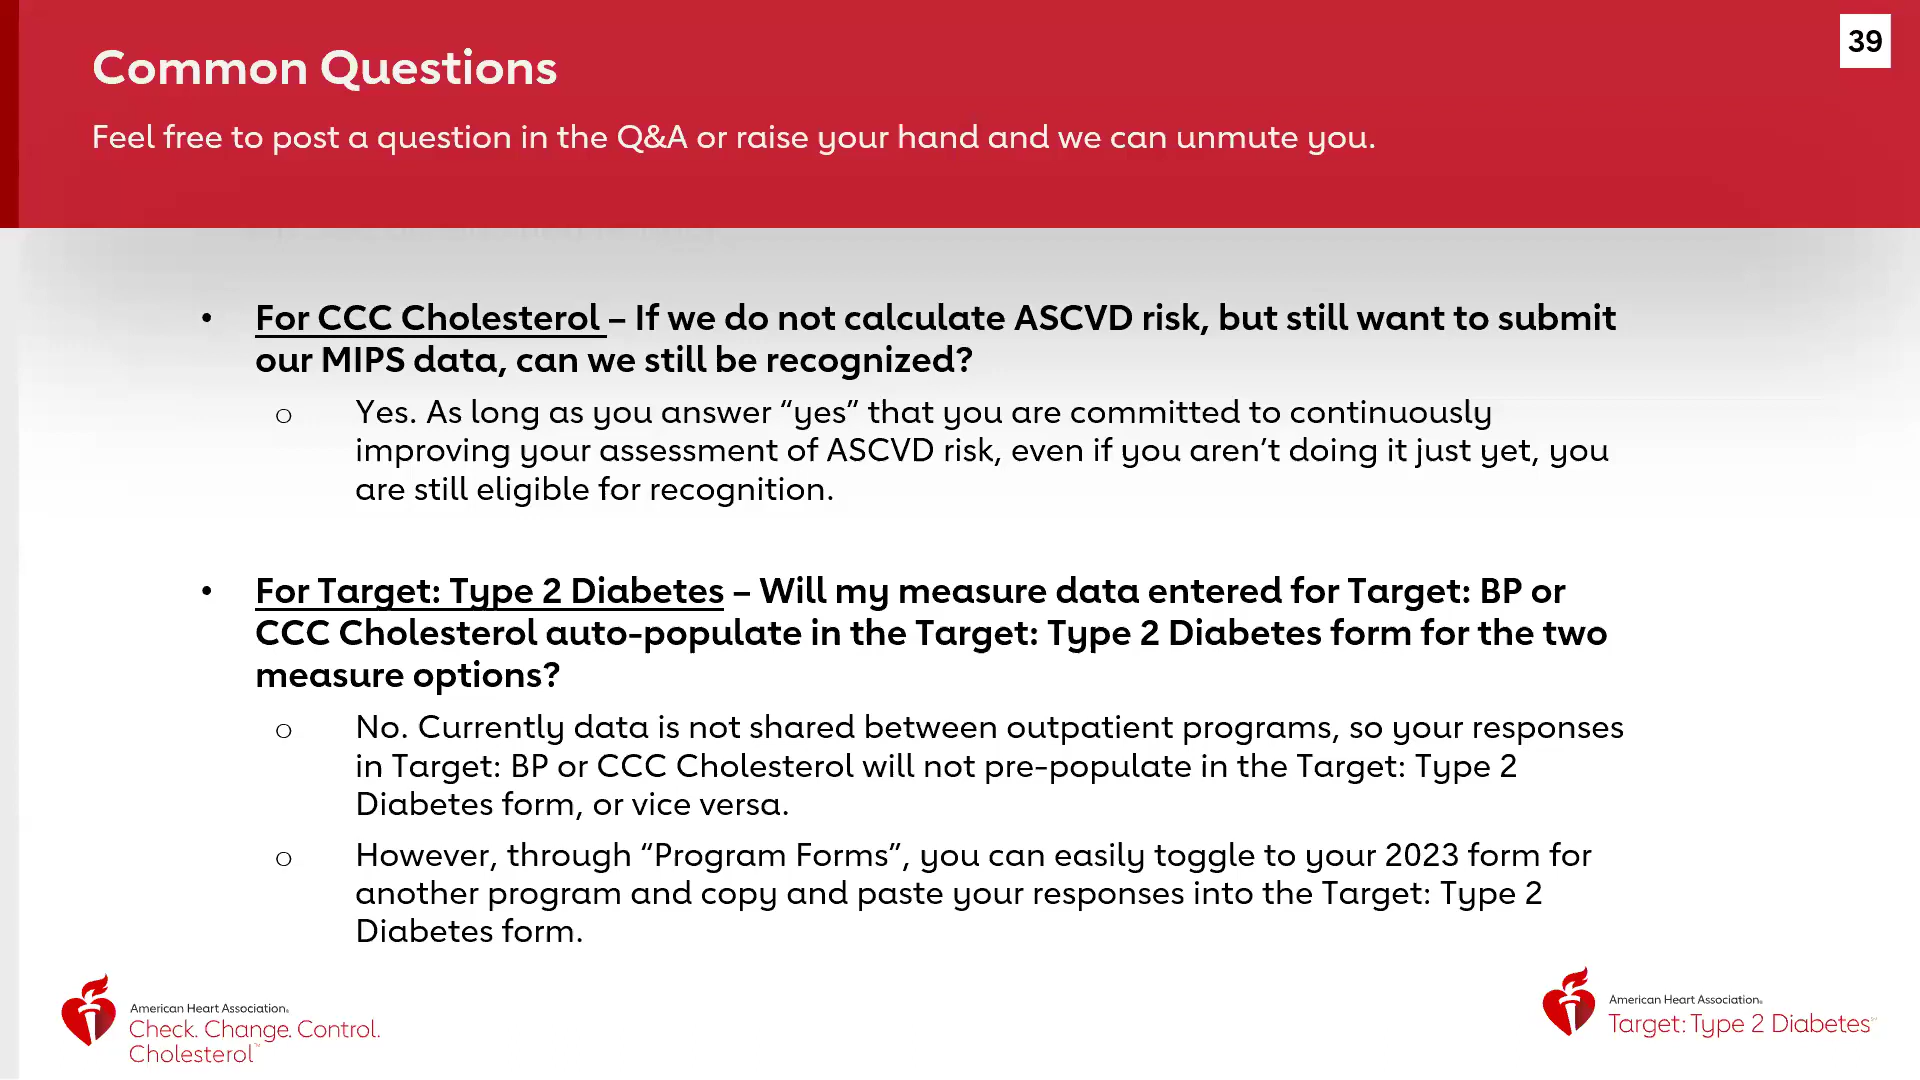 39
Common Questions
Feel free to post a question in the Q&A or raise your hand and we can unmute you.
• For CCC Cholesterol – If we do not calculate ASCVD risk, but still want to submit
our MIPS data, can we still be recognized?
o Yes. As long as you answer “yes” that you are committed to continuously
improving your assessment of ASCVD risk, even if you aren’t doing it just yet, you
are still eligible for recognition.
• For Target: Type 2 Diabetes – Will my measure data entered for Target: BP or
CCC Cholesterol auto-populate in the Target: Type 2 Diabetes form for the two
measure options?
o No. Currently data is not shared between outpatient programs, so your responses
in Target: BP or CCC Cholesterol will not pre-populate in the Target: Type 2
Diabetes form, or vice versa.
o However, through “Program Forms”, you can easily toggle to your 2023 form for
another program and copy and paste your responses into the Target: Type 2
Diabetes form.
American Heart Association®
Check. Change. Control.
Cholesterol™
American Heart Association®
Target: Type 2 Diabetes℠